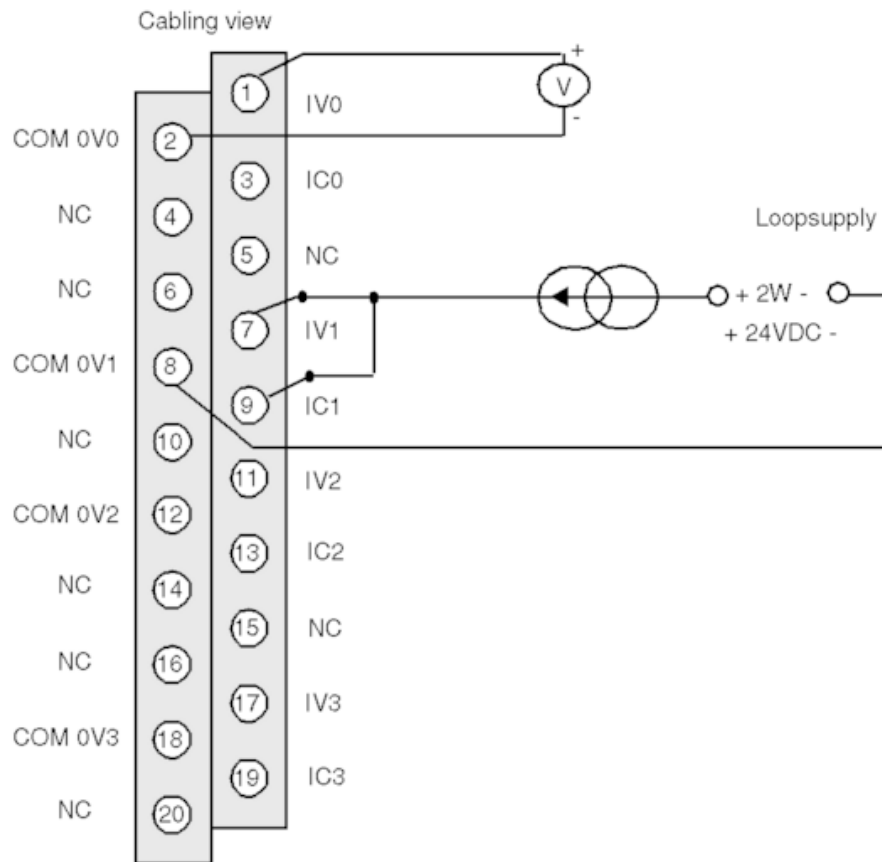 Cabling view
+
1
V
IV0
-
COM 0V0
2
3
IC0
NC
4
Loopsupply
5
NC
NC
6
+ 2W -
7
IV1
+ 24VDC -
COM 0V1
8
9
IC1
NC
10
11
IV2
COM 0V2
12
13
IC2
NC
14
15
NC
NC
16
17
IV3
COM 0V3
18
19
IC3
NC
20